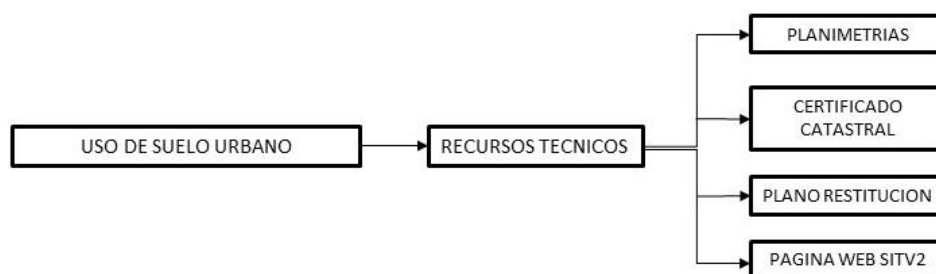 USO DE SUELO URBANO
RECURSOS TECNICOS
PLANIMETRIAS
CERTIFICADO
CATASTRAL
PLANO RESTITUCION
PAGINA WEB SITV2